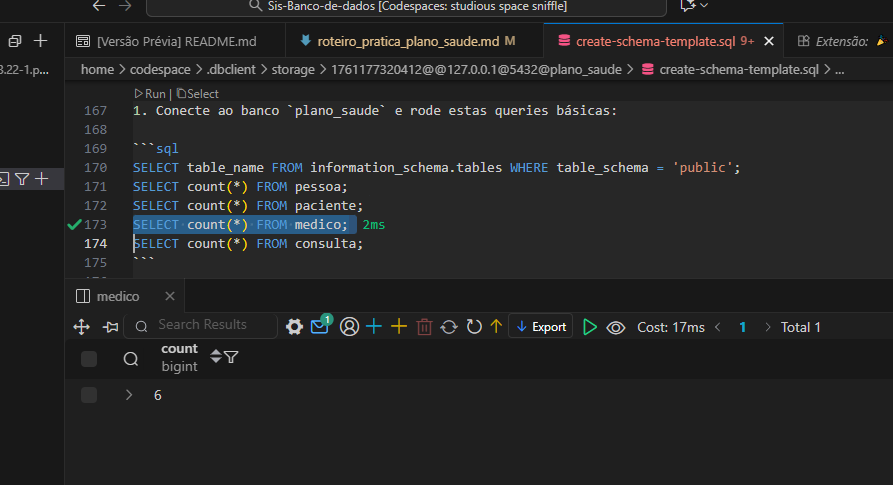 Sis-Banco-de-dados [Codespaces: studious space sniffle]
[Versão Prévia] README.md
roteiro_pratica_plano_saude.md M
create-schema-template.sql 9+
Extensão:
3.22-1.p...
home > codespace > .dbclient > storage > 1761177320412@@127.0.0.1@5432@plano_saude > create-schema-template.sql > ...
Run | Select
167 1. Conecte ao banco `plano_saude` e rode estas queries básicas:
168
169 ```sql
170 SELECT table_name FROM information_schema.tables WHERE table_schema = 'public';
171 SELECT count(*) FROM pessoa;
172 SELECT count(*) FROM paciente;
173 SELECT count(*) FROM medico; 2ms
174 SELECT count(*) FROM consulta;
175 ```
medico
Search Results
1
Export
Cost: 17ms < 1 > Total 1
count
bigint
6